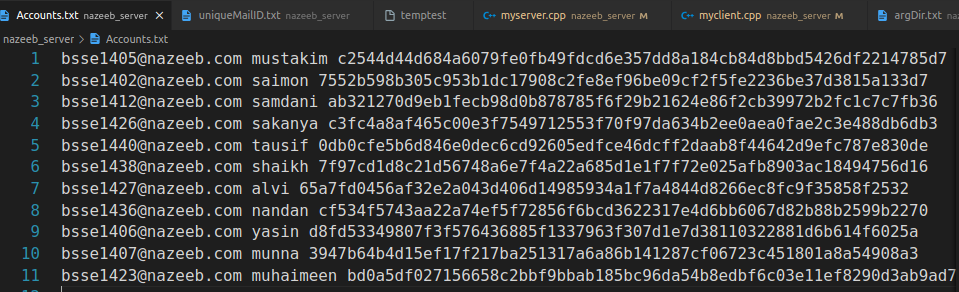 Accounts.txt nazeeb_server × uniqueMailID.txt nazeeb_server temptest myserver.cpp nazeeb_server M myclient.cpp nazeeb_server M argDir.txt nazeeb
nazeeb_server > Accounts.txt
1 bsse1405@nazeeb.com mustakim c2544d44d684a6079fe0fb49fdcd6e357dd8a184cb84d8bbd5426df2214785d7
2 bsse1402@nazeeb.com saimon 7552b598b305c953b1dc17908c2fe8ef96be09cf2f5fe2236be37d3815a133d7
3 bsse1412@nazeeb.com samdani ab321270d9eb1fecb98d0b878785f6f29b21624e86f2cb39972b2fc1c7c7fb36
4 bsse1426@nazeeb.com sakanya c3fc4a8af465c00e3f7549712553f70f97da634b2ee0aea0fae2c3e488db6db3
5 bsse1440@nazeeb.com tausif 0db0cfe5b6d846e0dec6cd92605edfce46dcff2daab8f44642d9efc787e830de
6 bsse1438@nazeeb.com shaikh 7f97cd1d8c21d56748a6e7f4a22a685d1e1f7f72e025afb8903ac18494756d16
7 bsse1427@nazeeb.com alvi 65a7fd0456af32e2a043d406d14985934a1f7a4844d8266ec8fc9f35858f2532
8 bsse1436@nazeeb.com nandan cf534f5743aa22a74ef5f72856f6bcd3622317e4d6bb6067d82b88b2599b2270
9 bsse1406@nazeeb.com yasin d8fd53349807f3f576436885f1337963f307d1e7d38110322881d6b614f6025a
10 bsse1407@nazeeb.com munna 3947b64b4d15ef17f217ba251317a6a86b141287cf06723c451801a8a54908a3
11 bsse1423@nazeeb.com muhaimeen bd0a5df027156658c2bbf9bbab185bc96da54b8edbf6c03e11ef8290d3ab9ad7